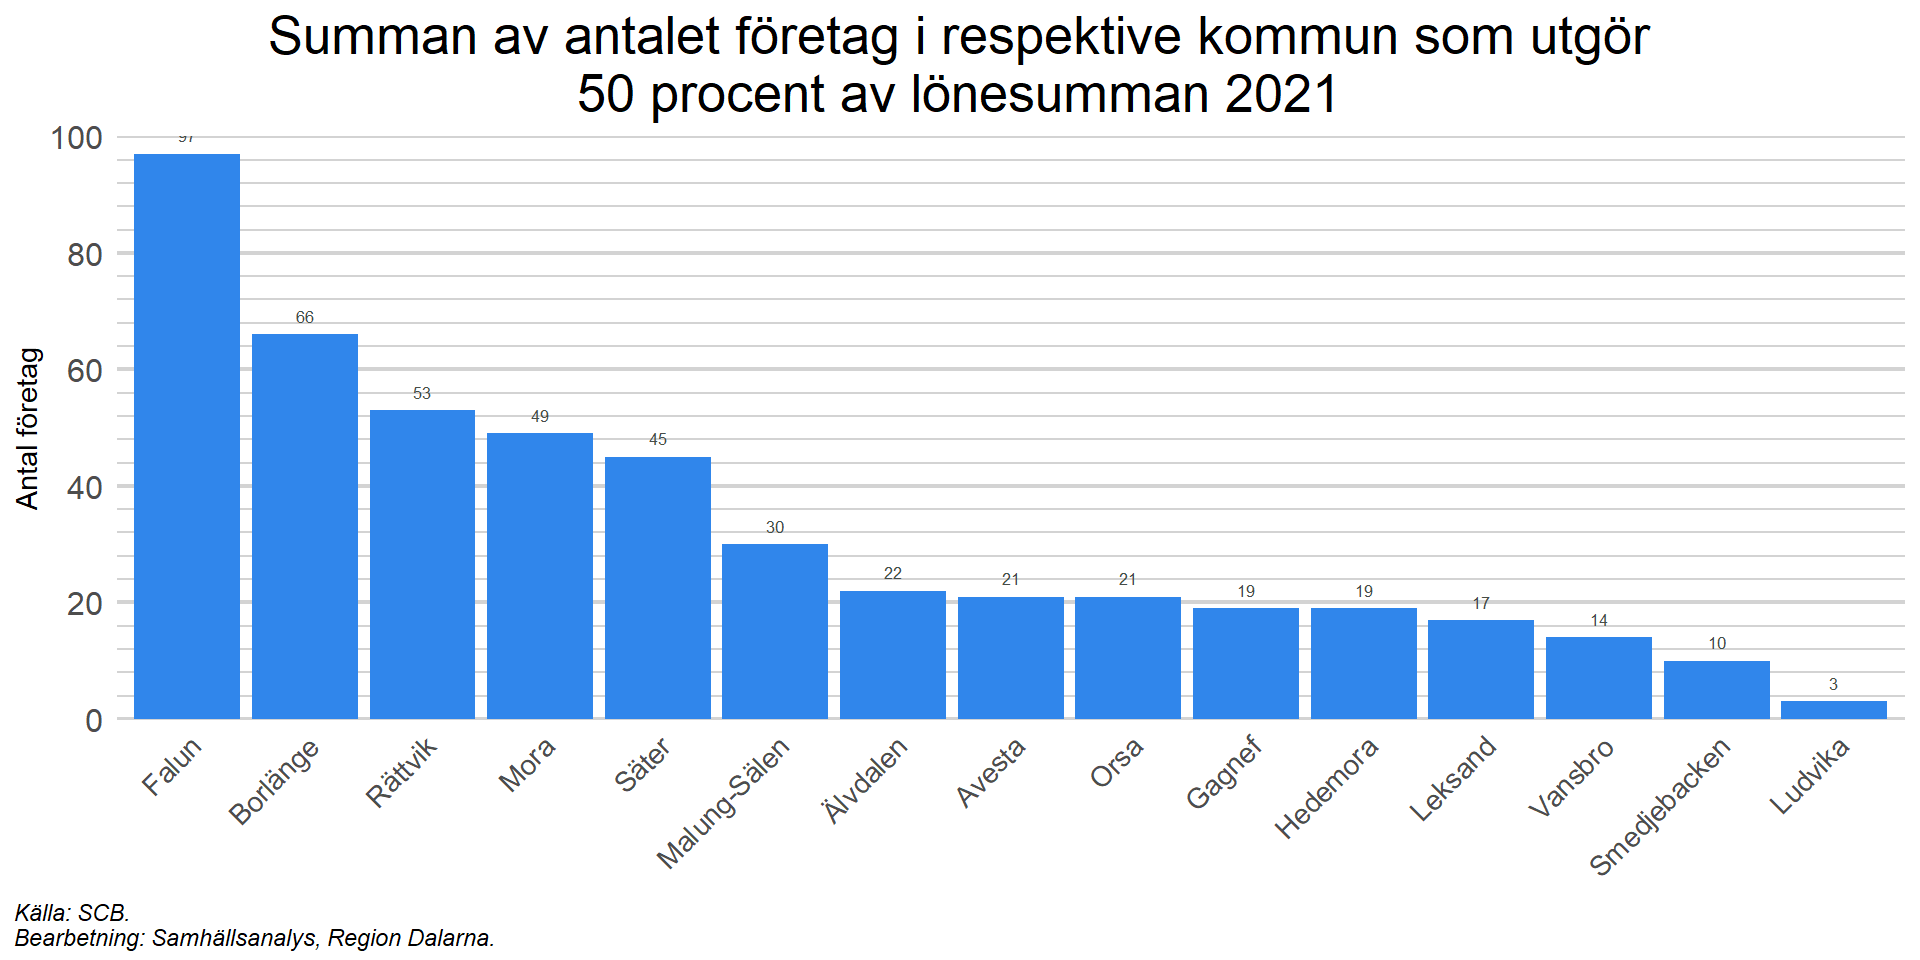 Summan av antalet företag i respektive kommun som utgör
50 procent av lönesumman 2021
Antal företag
100
80
60
40
20
0
97
66
53
49
45
30
22
21
21
19
19
17
14
10
3
Falun
Borlänge
Rättvik
Mora
Säter
Malung-Sälen
Älvdalen
Avesta
Orsa
Gagnef
Hedemora
Leksand
Vansbro
Smedjebacken
Ludvika
Källa: SCB.
Bearbetning: Samhällsanalys, Region Dalarna.